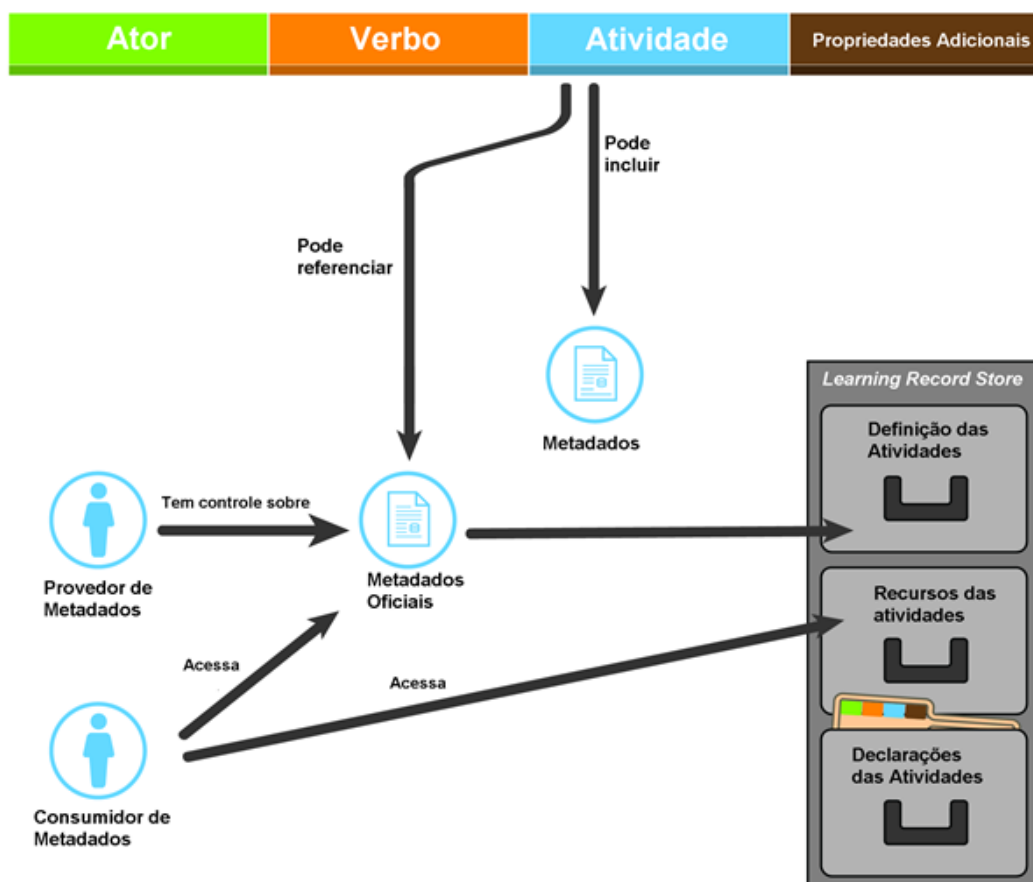 Ator
Verbo
Atividade
Propriedades Adicionais
Pode
incluir
Pode
referenciar
Learning Record Store
Definição das
Atividades
Metadados
Tem controle sobre
Provedor de
Metadados
Metadados
Oficiais
Recursos das
atividades
Acessa
Acessa
Declarações
das Atividades
Consumidor de
Metadados